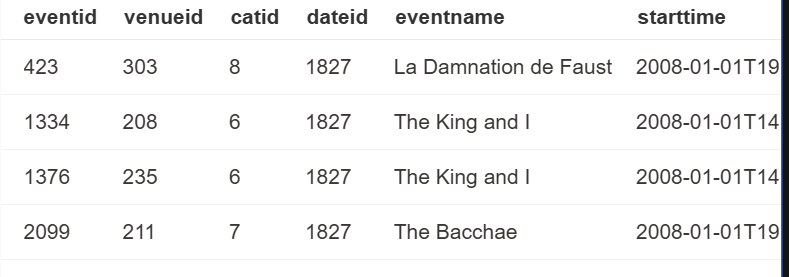 eventid venueid catid dateid eventname starttime
423 303 8 1827 La Damnation de Faust 2008-01-01T19
1334 208 6 1827 The King and I 2008-01-01T14
1376 235 6 1827 The King and I 2008-01-01T14
2099 211 7 1827 The Bacchae 2008-01-01T19